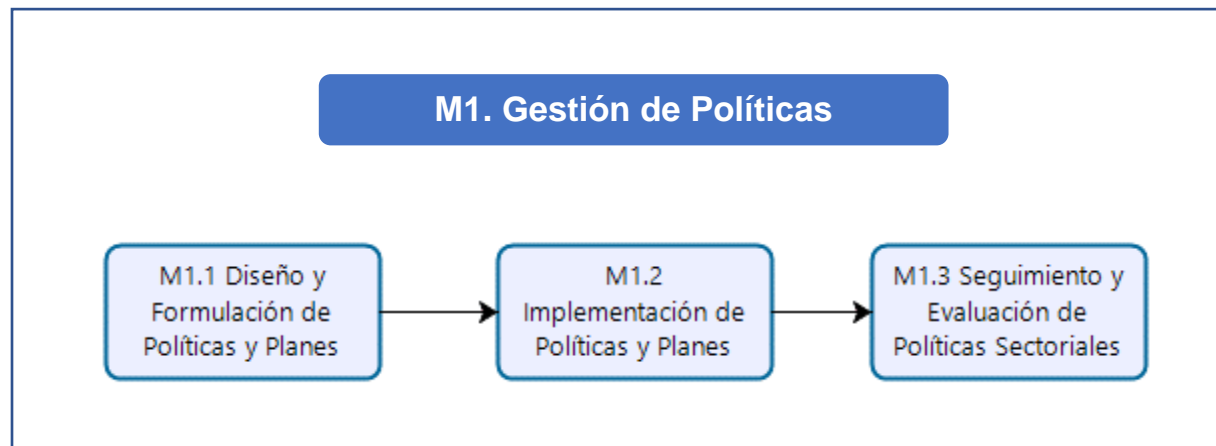 M1. Gestión de Políticas
M1.1 Diseño y
Formulación de
Políticas y Planes
M1.2
Implementación de
Políticas y Planes
M1.3 Seguimiento y
Evaluación de
Políticas Sectoriales